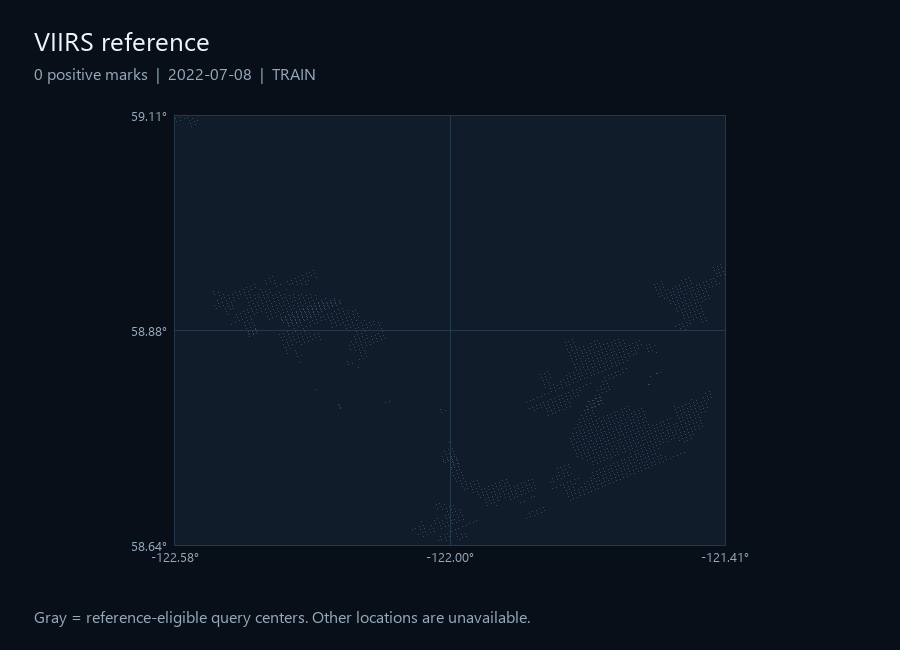 VIIRS reference
0 positive marks | 2022-07-08 | TRAIN
59.11°
58.88°
58.64°
-122.58° -122.00° -121.41°
Gray = reference-eligible query centers. Other locations are unavailable.